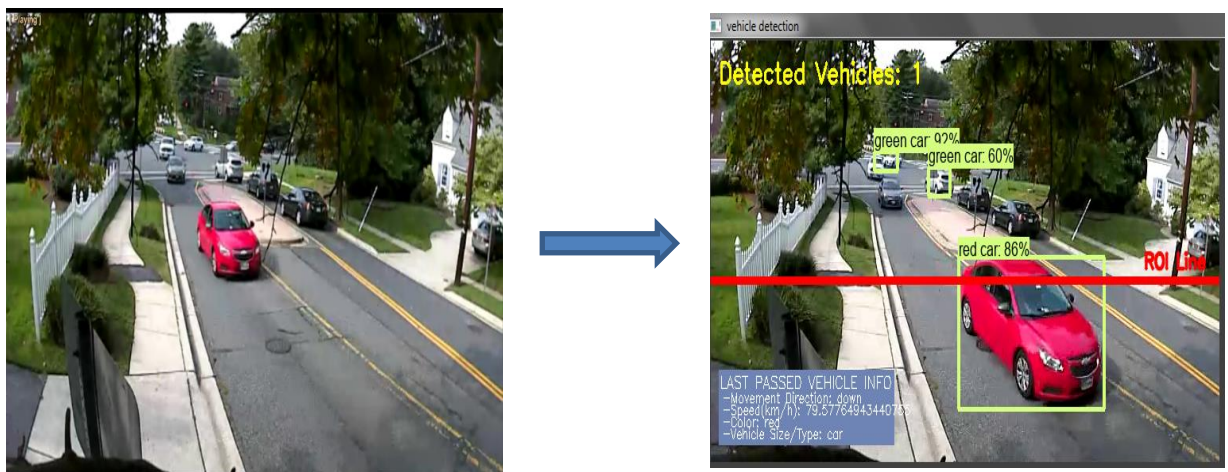 [Playing]
vehicle detection
Detected Vehicles: 1
green car: 92%
green car: 60%
red car: 86%
ROI Line
LAST PASSED VEHICLE INFO
-Movement Direction: down
-Speed(km/h): 79.57764943440755
-Color: red
-Vehicle Size/Type: car